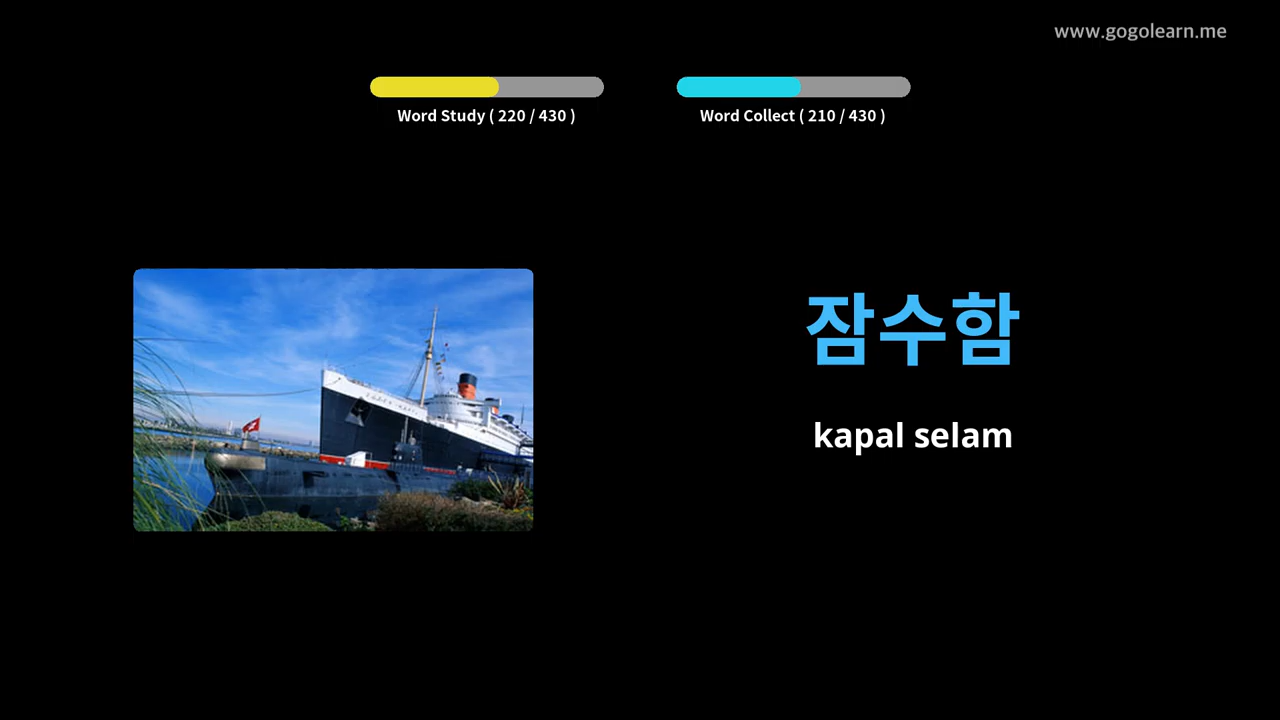 www.gogolearn.me
Word Study ( 220 / 430 )
Word Collect ( 210 / 430 )
잠수함
kapal selam